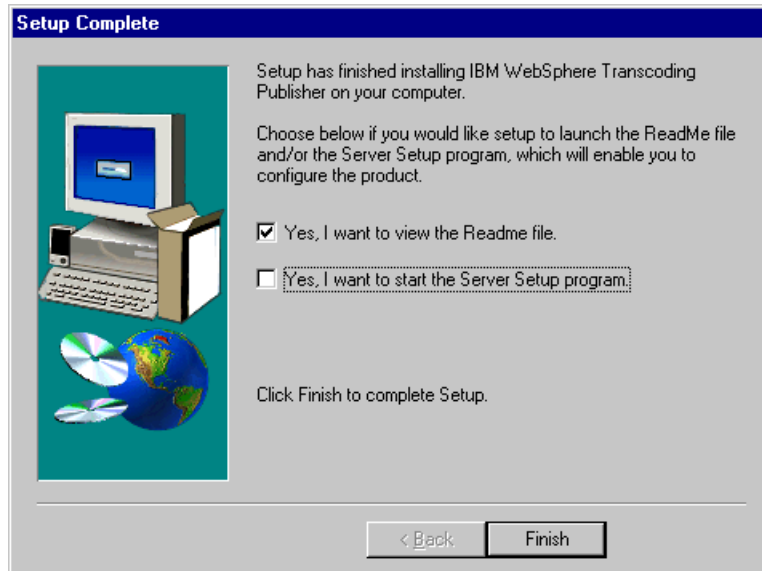 Setup Complete
Setup has finished installing IBM WebSphere Transcoding
Publisher on your computer.
Choose below if you would like setup to launch the ReadMe file
and/or the Server Setup program, which will enable you to
configure the product.
Yes, I want to view the Readme file.
Yes, I want to start the Server Setup program.
Click Finish to complete Setup.
< Back
Finish